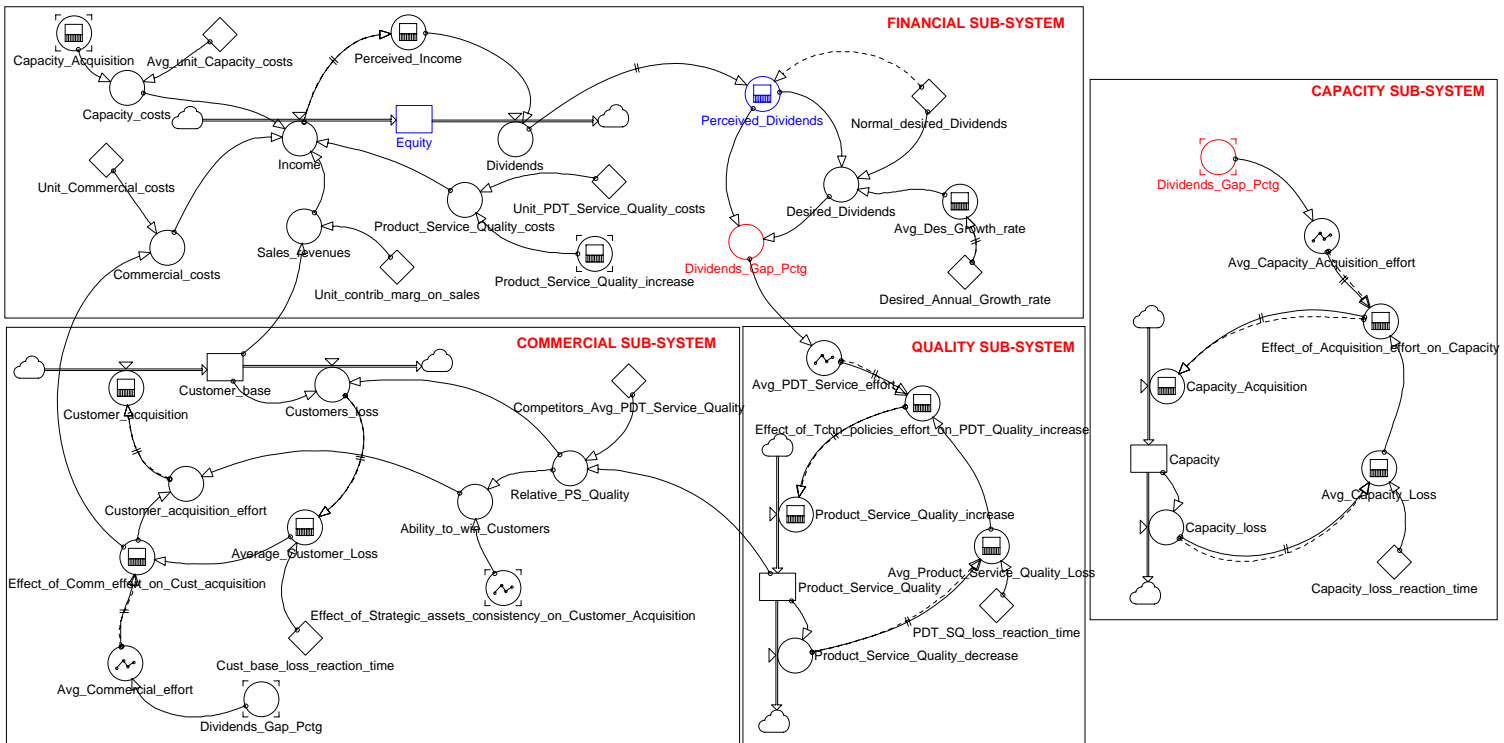 FINANCIAL SUB-SYSTEM
Capacity_Acquisition
Avg_unit_Capacity_costs
Perceived_Income
Capacity_costs
Equity
Income
Dividends
Perceived_Dividends
Normal_desired_Dividends
Unit_Commercial_costs
Unit_PDT_Service_Quality_costs
Product_Service_Quality_costs
Desired_Dividends
Avg_Des_Growth_rate
Commercial_costs
Sales_revenues
Unit_contrib_marg_on_sales
Product_Service_Quality_increase
Dividends_Gap_Pctg
Desired_Annual_Growth_rate
COMMERCIAL SUB-SYSTEM
Customer_base
Customer_acquisition
Customers_loss
Competitors_Avg_PDT_Service_Quality
Customer_acquisition_effort
Ability_to_win_Customers
Relative_PS_Quality
Average_Customer_Loss
Effect_of_Comm_effort_on_Cust_acquisition
Effect_of_Strategic_assets_consistency_on_Customer_Acquisition
Cust_base_loss_reaction_time
Avg_Commercial_effort
Dividends_Gap_Pctg
QUALITY SUB-SYSTEM
Avg_PDT_Service_effort
Effect_of_Tchn_policies_effort_on_PDT_Quality_increase
Product_Service_Quality_increase
Avg_Product_Service_Quality_Loss
Product_Service_Quality
PDT_SQ_loss_reaction_time
Product_Service_Quality_decrease
CAPACITY SUB-SYSTEM
Dividends_Gap_Pctg
Avg_Capacity_Acquisition_effort
Effect_of_Acquisition_effort_on_Capacity
Capacity_Acquisition
Capacity
Avg_Capacity_Loss
Capacity_loss
Capacity_loss_reaction_time